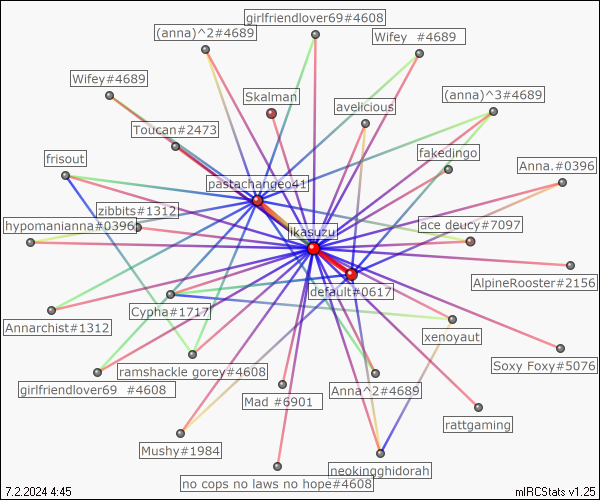 girlfriendlover69#4608
(anna)^2#4689
Wifey #4689
Wifey#4689
Skalman
(anna)^3#4689
avelicious
Toucan#2473
fakedingo
frisout
Anna.#0396
pastachangeo41
zibbits#1312
hypomanianna#0396
ace deucy#7097
ikasuzu
AlpineRooster#2156
default#0617
Cypha#1717
Annarchist#1312
xenoyaut
Soxy Foxy#5076
ramshackle gorey#4608
girlfriendlover69 #4608
Anna^2#4689
Mad #6901
rattgaming
Mushy#1984
neokingghidorah
no cops no laws no hope#4608
7.2.2024 4:45
mIRCStats v1.25